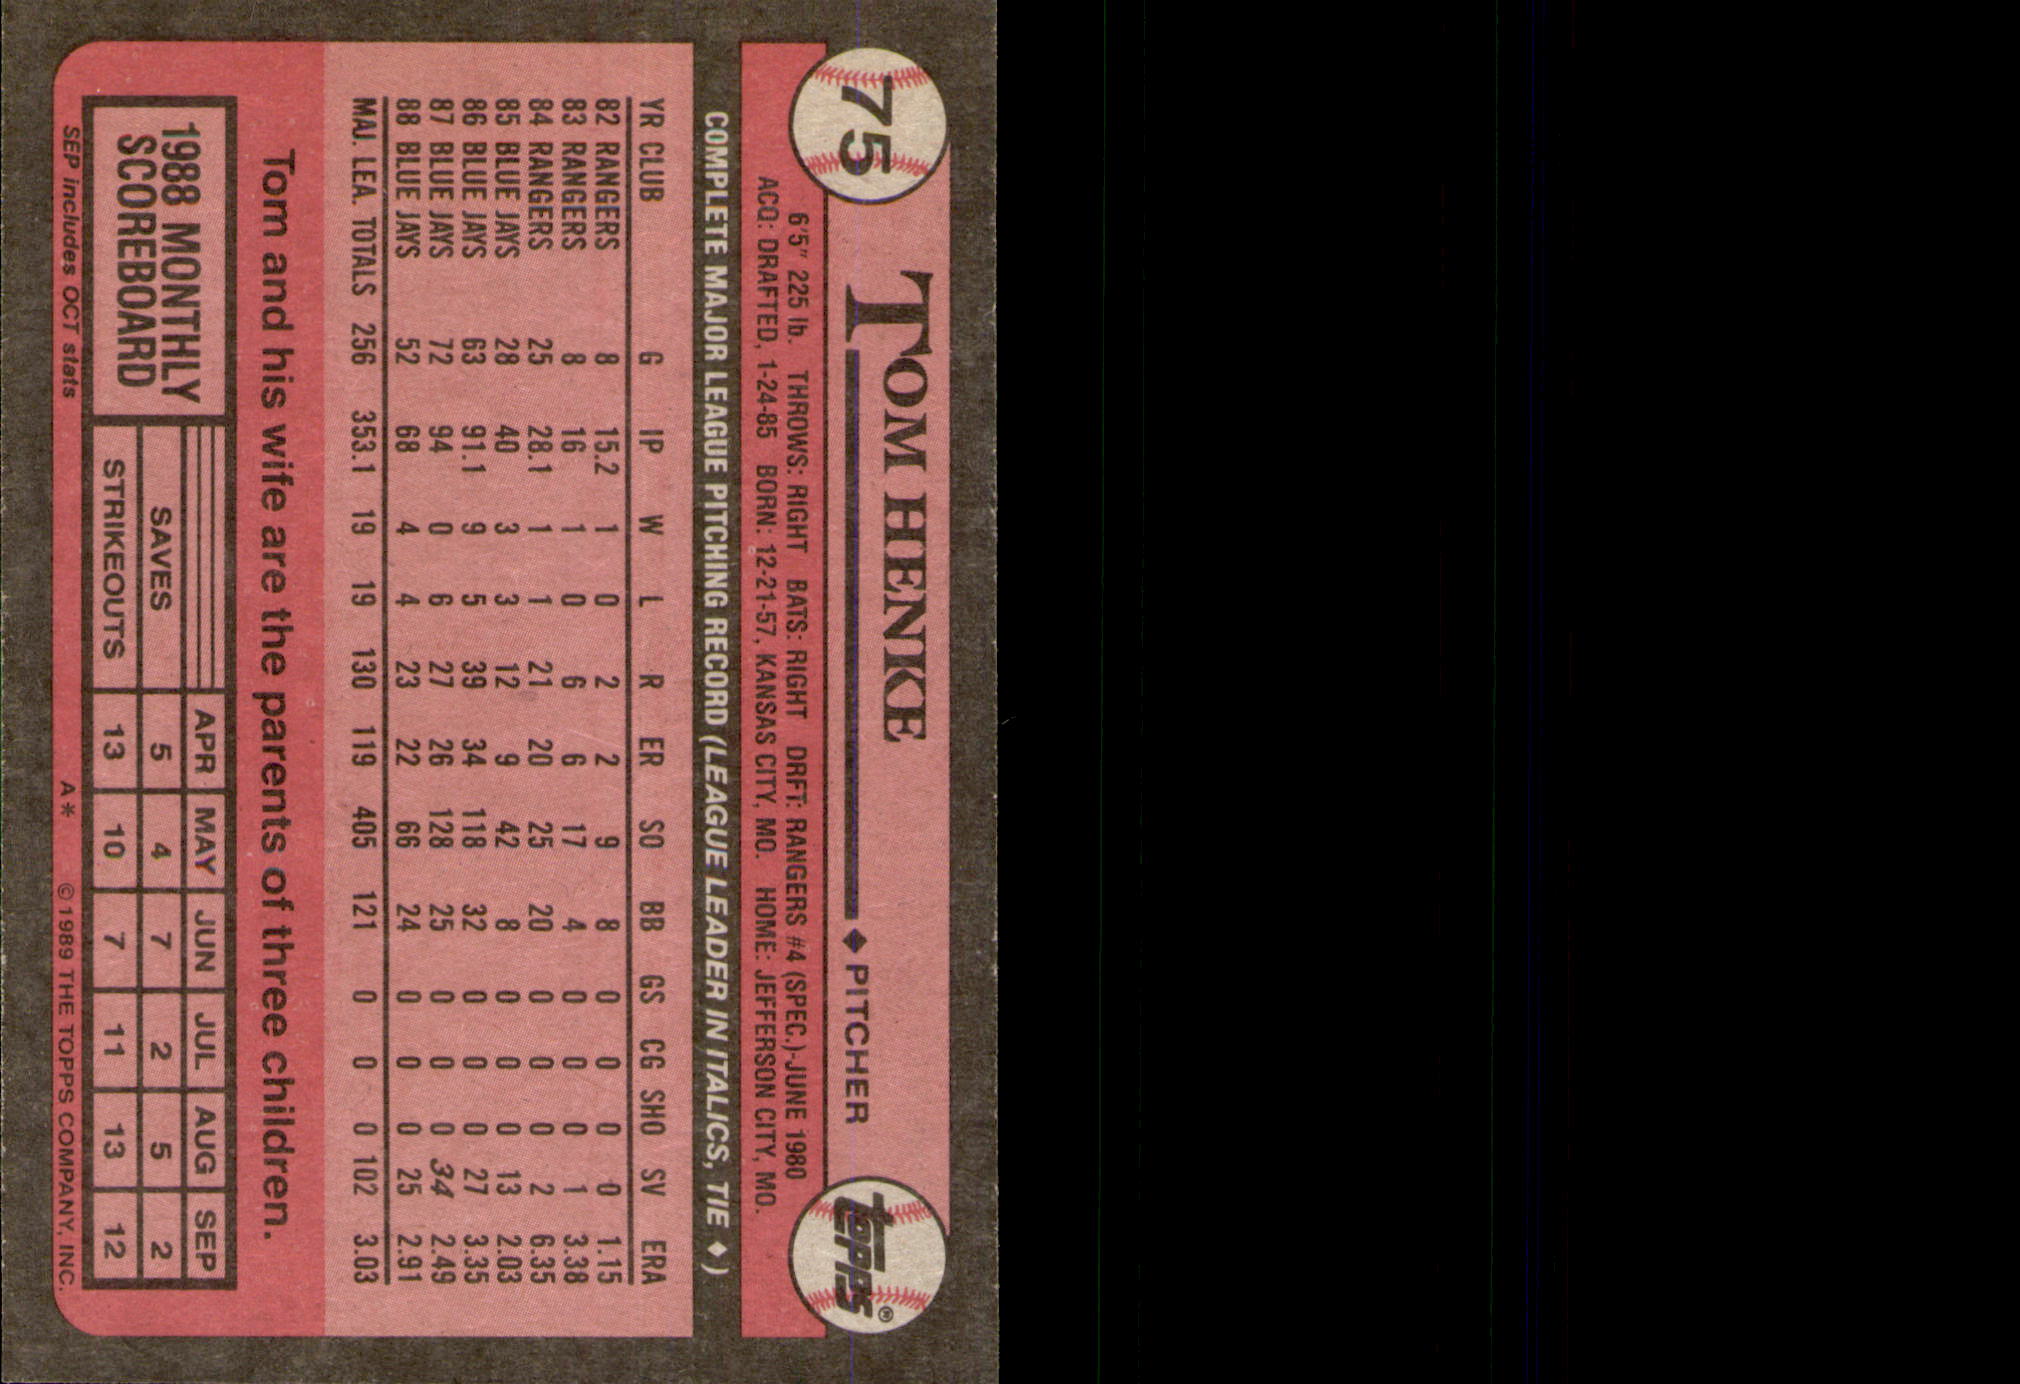 75
TOM HENKE
◆ PITCHER
TOPPS®
6'5" 225 lb. THROWS: RIGHT BATS: RIGHT DRFT: RANGERS #4 (SPEC.)-JUNE 1980
ACQ: DRAFTED, 1-24-85 BORN: 12-21-57, KANSAS CITY, MO. HOME: JEFFERSON CITY, MO.
COMPLETE MAJOR LEAGUE PITCHING RECORD (LEAGUE LEADER IN ITALICS, TIE ◆)
YR CLUB G IP W L R ER SO BB GS CG SHO SV ERA
82 RANGERS 8 15.2 1 0 2 2 9 8 0 0 0 0 1.15
83 RANGERS 8 16 1 0 6 6 17 4 0 0 0 1 3.38
84 RANGERS 25 28.1 1 1 21 20 25 20 0 0 0 2 6.35
85 BLUE JAYS 28 40 3 3 12 9 42 8 0 0 0 13 2.03
86 BLUE JAYS 63 91.1 9 5 39 34 118 32 0 0 0 27 3.35
87 BLUE JAYS 72 94 0 6 27 26 128 25 0 0 0 34 2.49
88 BLUE JAYS 52 68 4 4 23 22 66 24 0 0 0 25 2.91
MAJ. LEA. TOTALS 256 353.1 19 19 130 119 405 121 0 0 0 102 3.03
Tom and his wife are the parents of three children.
1988 MONTHLY
SCOREBOARD
APR MAY JUN JUL AUG SEP
SAVES 5 4 7 2 5 2
STRIKEOUTS 13 10 7 11 13 12
SEP includes OCT stats A* ©1989 THE TOPPS COMPANY, INC.